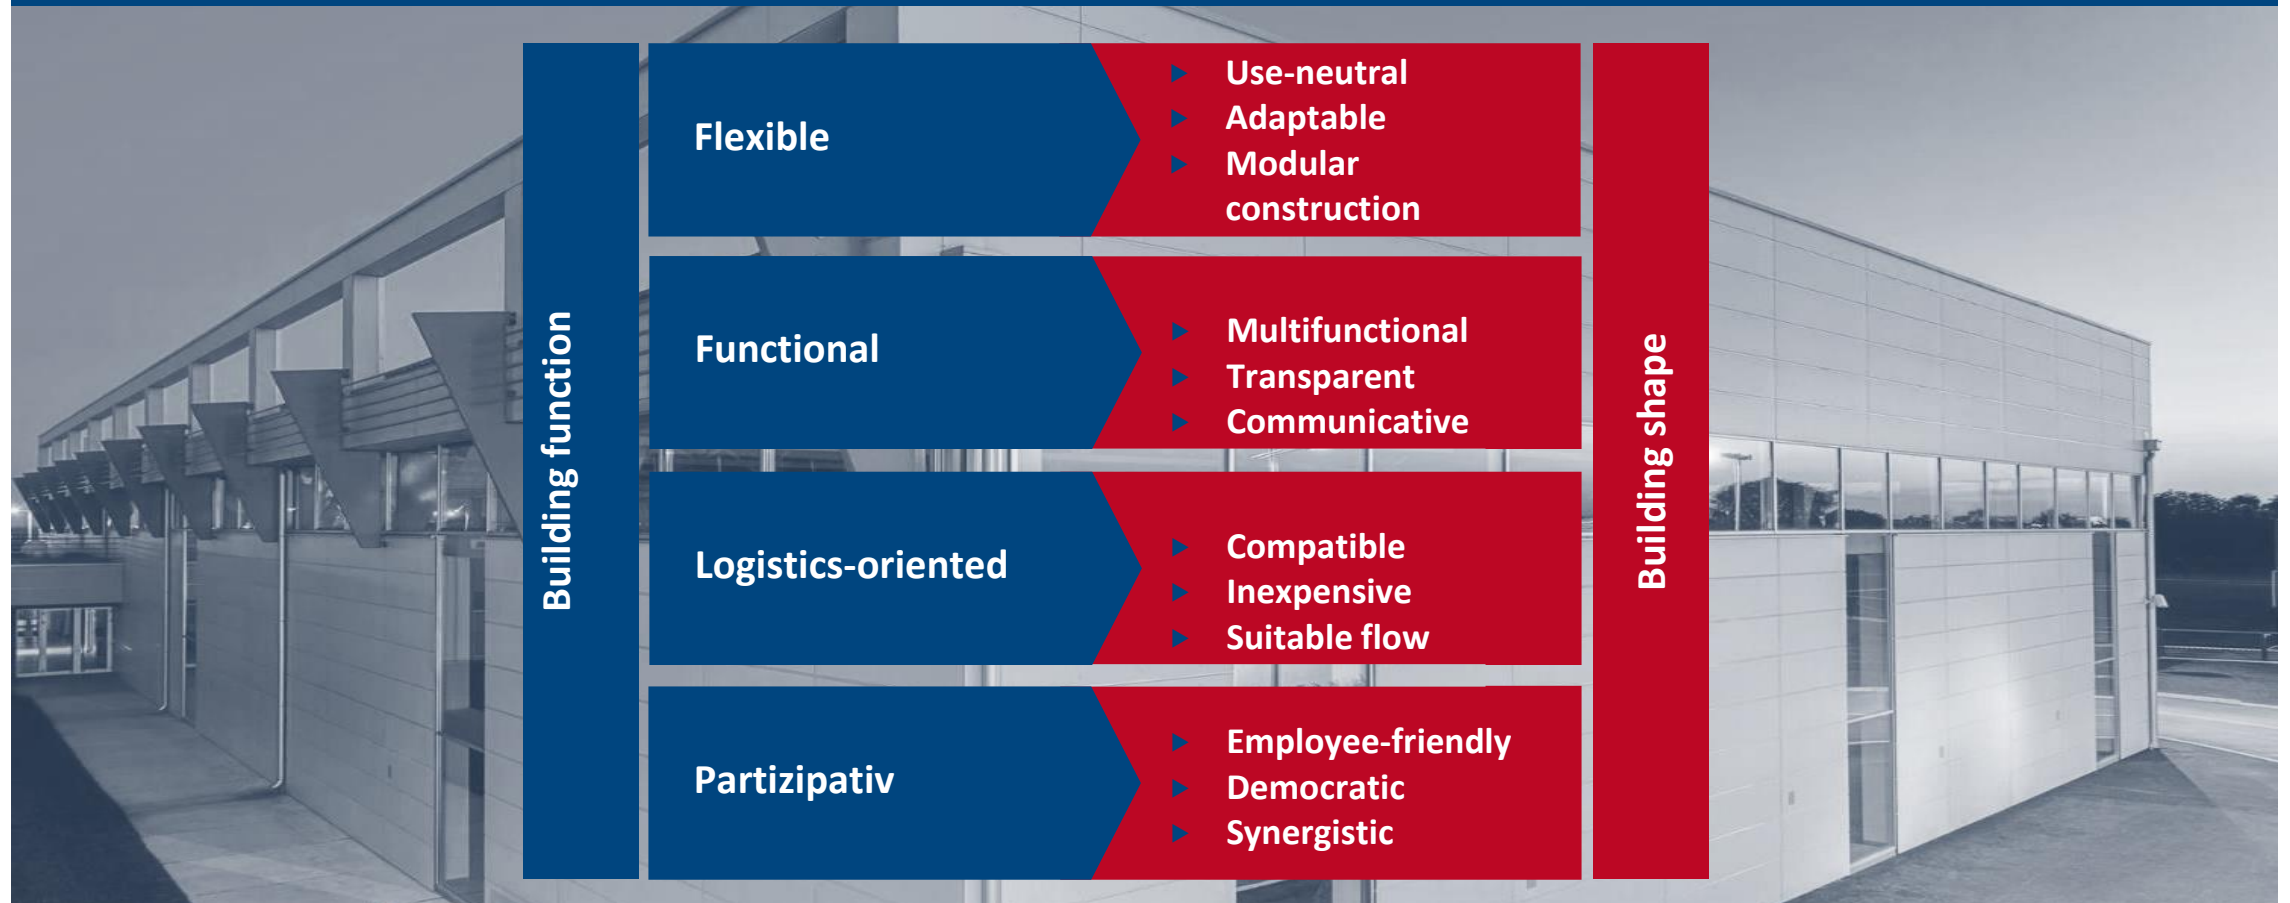 Building function
Flexible
Use-neutral
Adaptable
Modular
construction
Functional
Multifunctional
Transparent
Communicative
Logistics-oriented
Compatible
Inexpensive
Suitable flow
Partizipativ
Employee-friendly
Democratic
Synergistic
Building shape